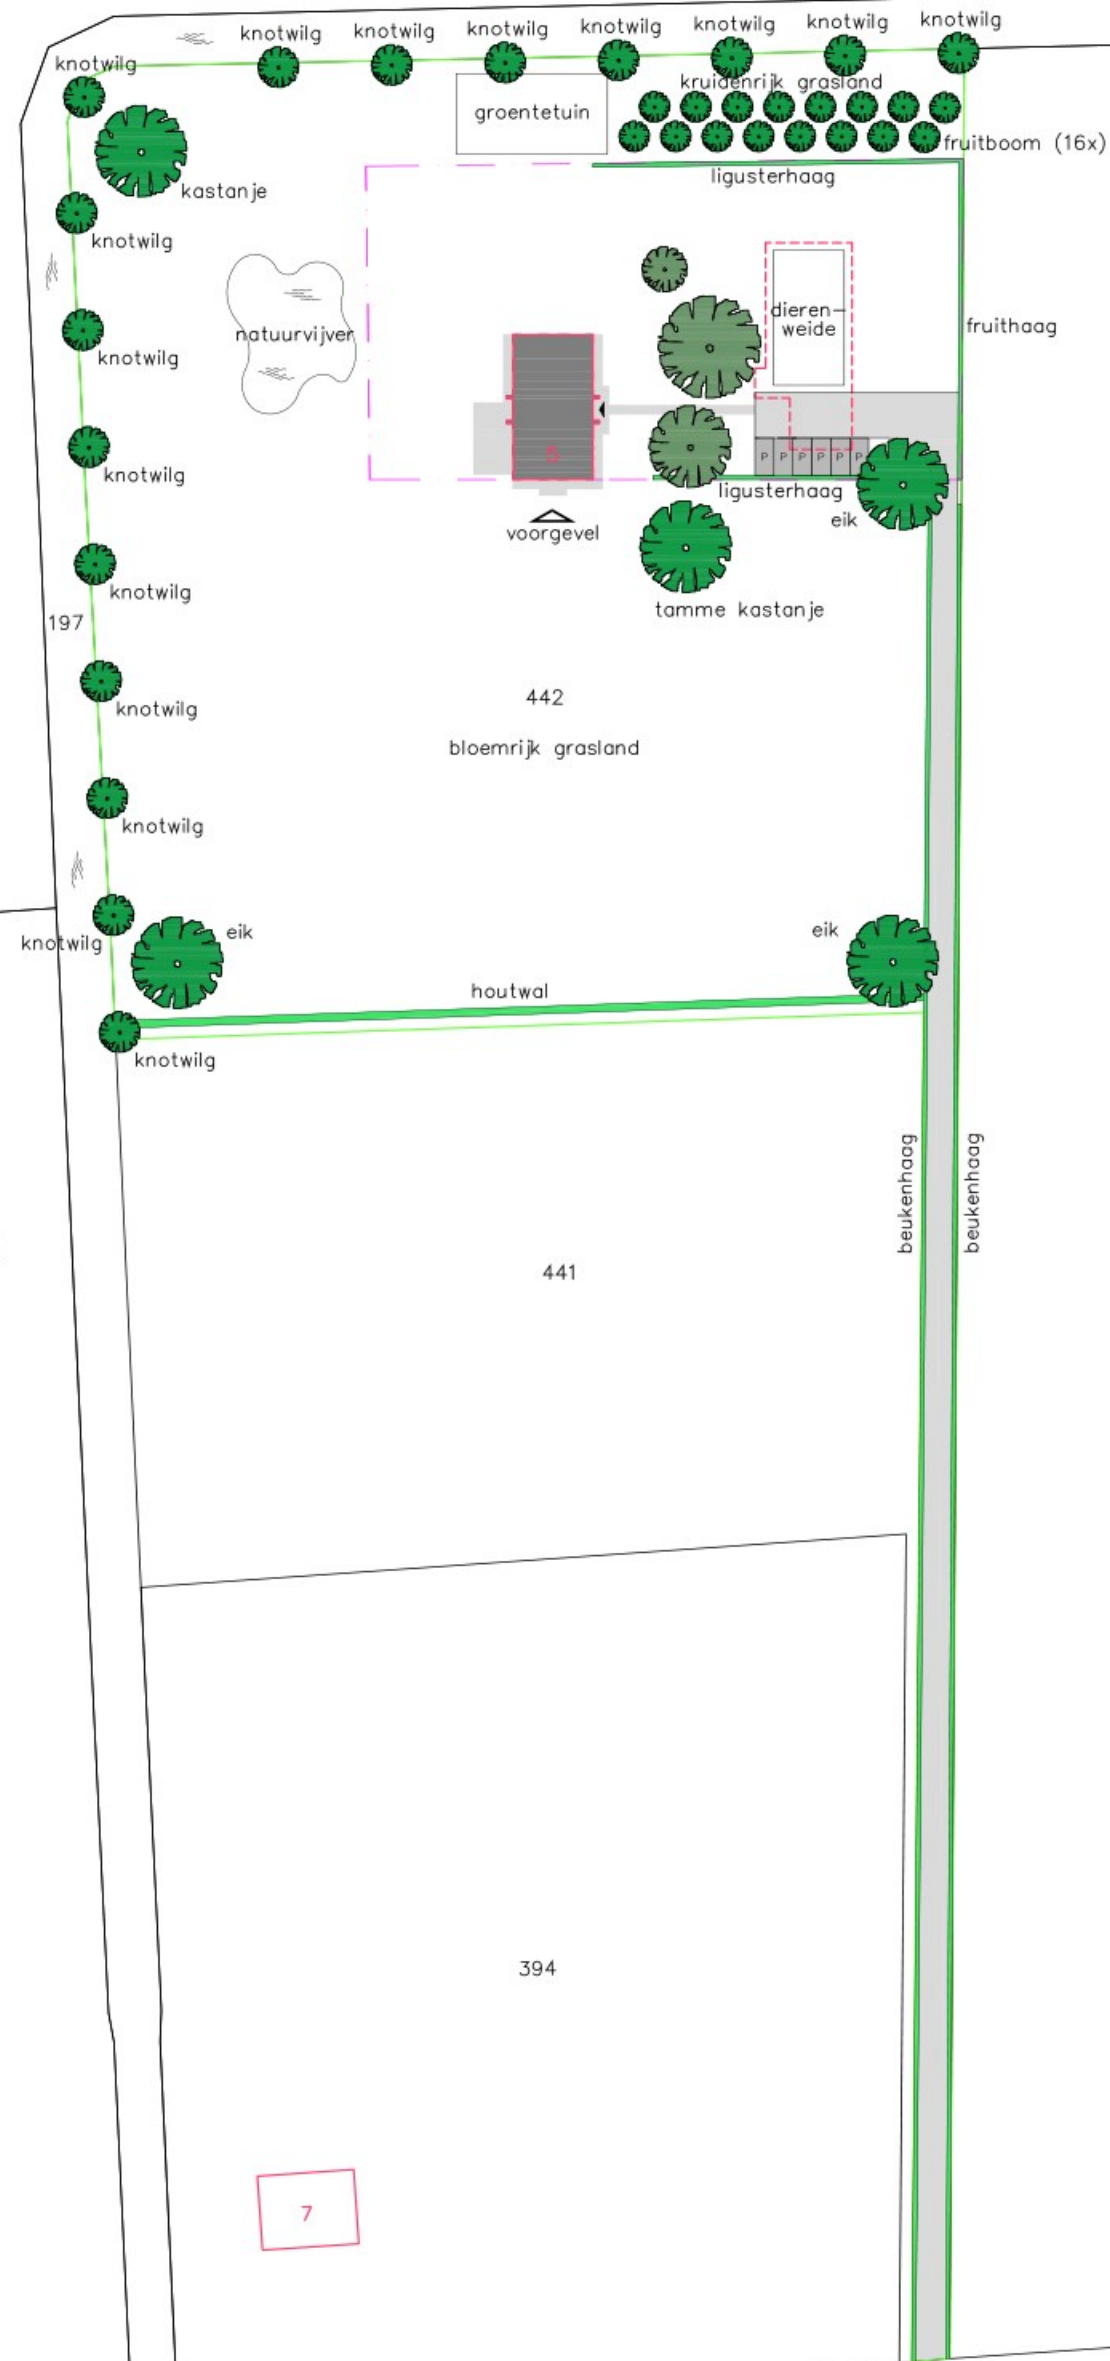 knotwilg
knotwilg
knotwilg
knotwilg
knotwilg
knotwilg
knotwilg
knotwilg
kruidenrijk grasland
groentetuin
fruitboom (16x)
ligusterhaag
kastanje
knotwilg
natuurvijver
dieren-
weide
fruithaag
knotwilg
5
P P P P P P
knotwilg
ligusterhaag
eik
voorgevel
knotwilg
tamme kastanje
197
442
knotwilg
bloemrijk grasland
knotwilg
knotwilg
eik
eik
houtwal
knotwilg
beukenhaag
beukenhaag
441
394
7